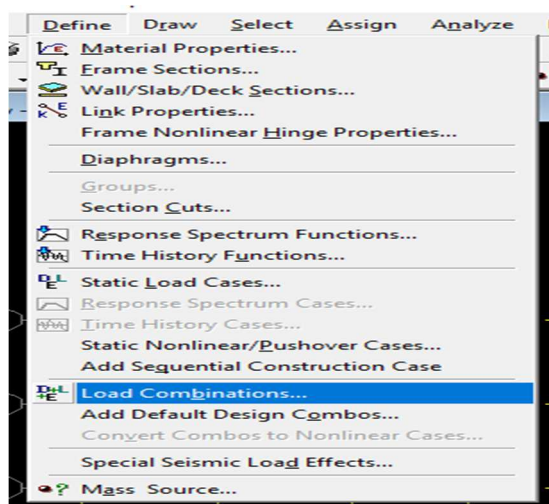 Define Draw Select Assign Analyze
Material Properties...
Frame Sections...
Wall/Slab/Deck Sections...
Link Properties...
Frame Nonlinear Hinge Properties...
Diaphragms...
Groups...
Section Cuts...
Response Spectrum Functions...
Time History Functions...
Static Load Cases...
Response Spectrum Cases...
Time History Cases...
Static Nonlinear/Pushover Cases...
Add Sequential Construction Case
Load Combinations...
Add Default Design Combos...
Convert Combos to Nonlinear Cases...
Special Seismic Load Effects...
Mass Source...